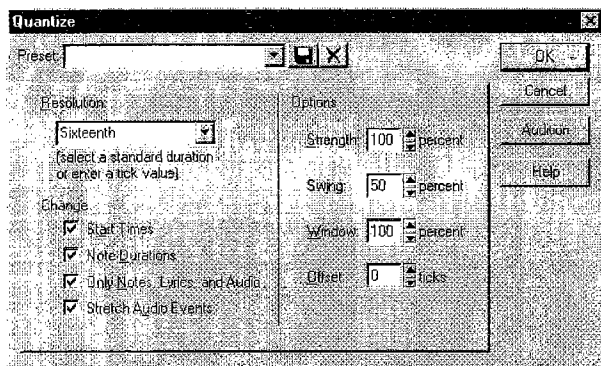 Quantize
Preset:
OK
Cancel
Audition
Help
Resolution:
Sixteenth
(select a standard duration
or enter a tick value)
Change
Start Times
Note Durations
Only Notes, Lyrics, and Audio
Stretch Audio Events
Options
Strength: 100 percent
Swing: 50 percent
Window: 100 percent
Offset: 0 ticks